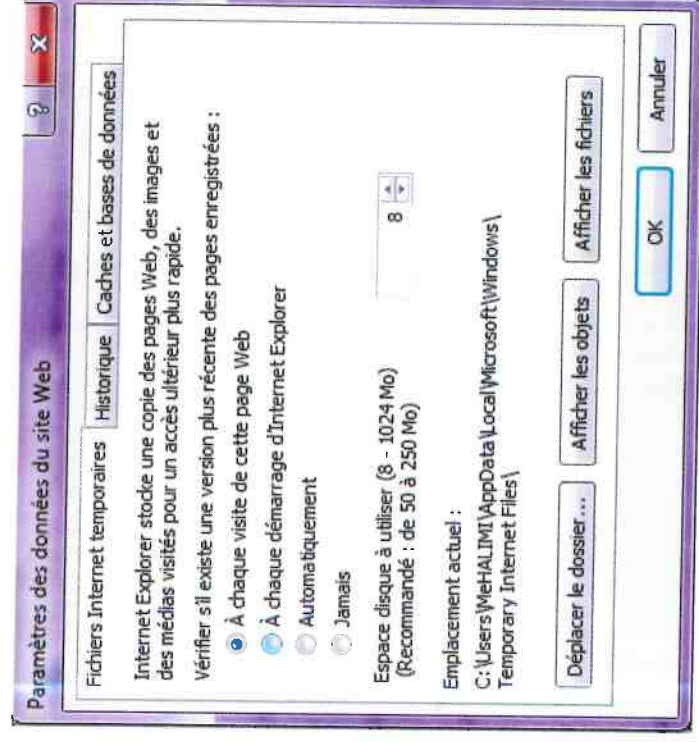 Paramètres des données du site Web
?
x
Fichiers Internet temporaires
Historique
Caches et bases de données
Internet Explorer stocke une copie des pages Web, des images et
des médias visités pour un accès ultérieur plus rapide.
Vérifier s'il existe une version plus récente des pages enregistrées :
À chaque visite de cette page Web
À chaque démarrage d'Internet Explorer
Automatiquement
Jamais
Espace disque à utiliser (8 - 1024 Mo)
(Recommandé : de 50 à 250 Mo)
8
Emplacement actuel :
C:\Users\MeHALIMI\AppData\Local\Microsoft\Windows\
Temporary Internet Files\
Déplacer le dossier...
Afficher les objets
Afficher les fichiers
OK
Annuler